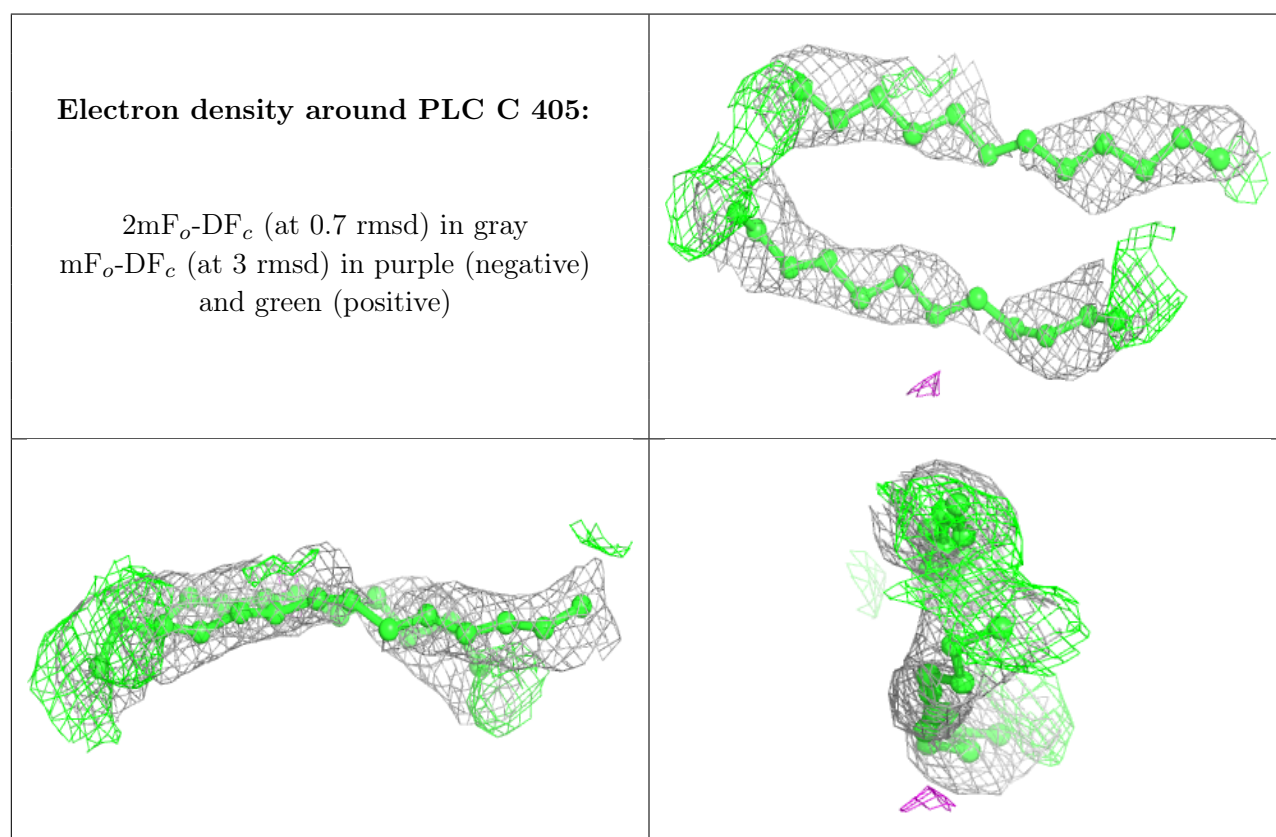 Electron density around PLC C 405:
2mFo-DFc (at 0.7 rmsd) in gray
mFo-DFc (at 3 rmsd) in purple (negative)
and green (positive)